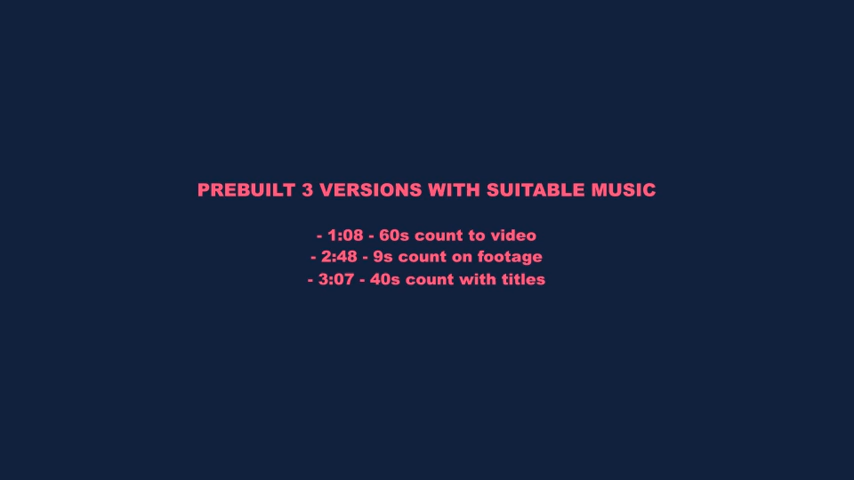 PREBUILT 3 VERSIONS WITH SUITABLE MUSIC
- 1:08 - 60s count to video
- 2:48 - 9s count on footage
- 3:07 - 40s count with titles